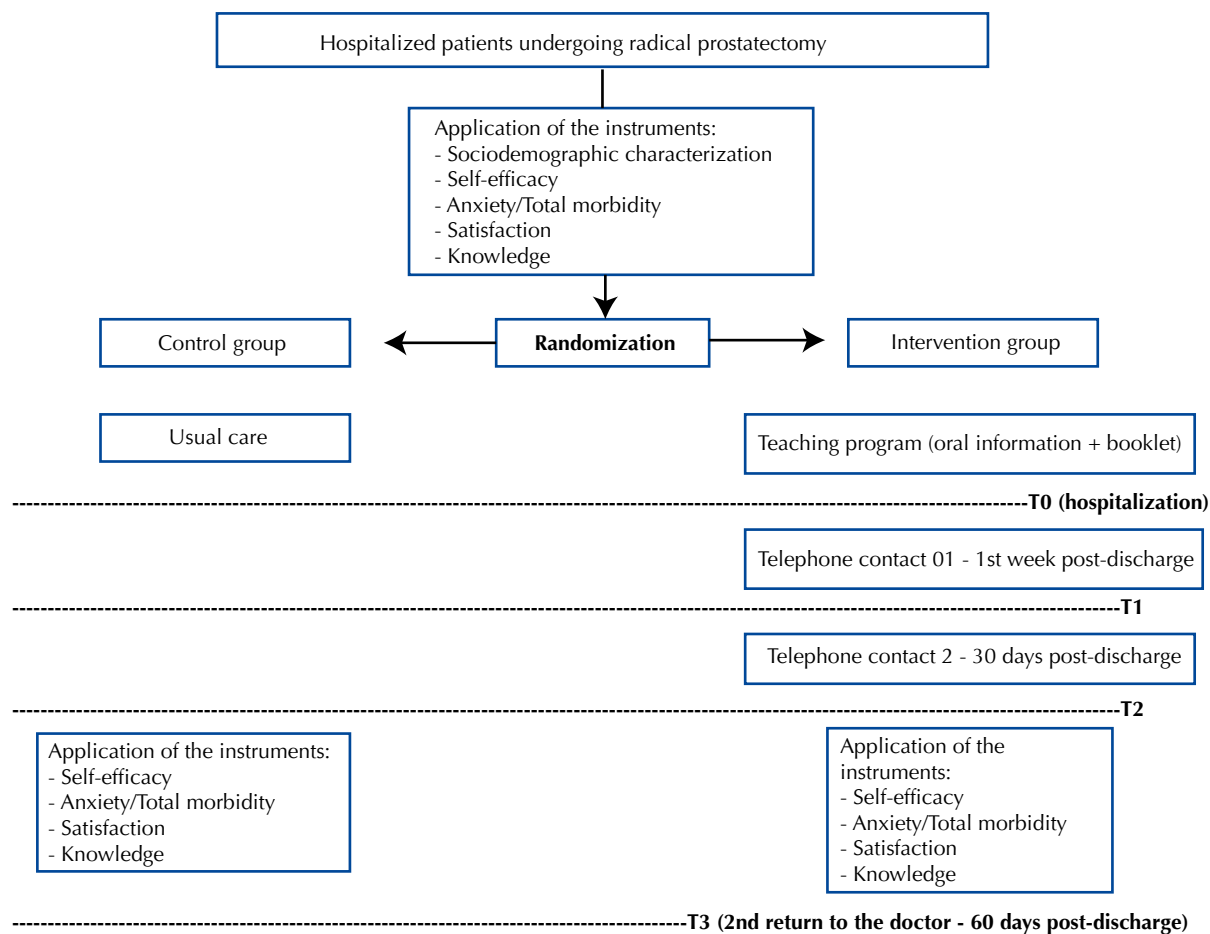 Hospitalized patients undergoing radical prostatectomy
Application of the instruments:
- Sociodemographic characterization
- Self-efficacy
- Anxiety/Total morbidity
- Satisfaction
- Knowledge
Control group
Randomization
Intervention group
Usual care
Teaching program (oral information + booklet)
T0 (hospitalization)
Telephone contact 01 - 1st week post-discharge
T1
Telephone contact 2 - 30 days post-discharge
T2
Application of the instruments:
- Self-efficacy
- Anxiety/Total morbidity
- Satisfaction
- Knowledge
Application of the
instruments:
- Self-efficacy
- Anxiety/Total morbidity
- Satisfaction
- Knowledge
T3 (2nd return to the doctor - 60 days post-discharge)